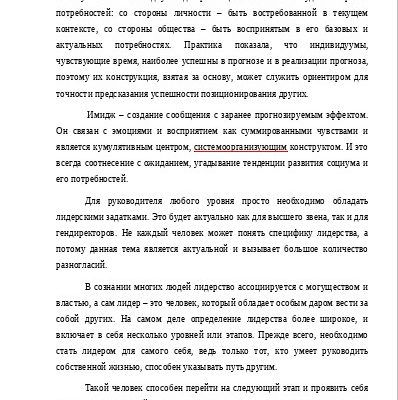 потребностей: со стороны личности – быть востребованной в текущем
контексте, со стороны общества – быть воспринятым в его базовых и
актуальных потребностях. Практика показала, что индивидуумы,
чувствующие время, наиболее успешны в прогнозе и в реализации прогноза,
поэтому их конструкция, взятая за основу, может служить ориентиром для
точности предсказания успешности позиционирования других.
Имидж – создание сообщения с заранее прогнозируемым эффектом.
Он связан с эмоциями и восприятием как суммированными чувствами и
является кумулятивным центром, системоорганизующим конструктом. И это
всегда соотнесение с ожиданием, угадывание тенденции развития социума и
его потребностей.
Для руководителя любого уровня просто необходимо обладать
лидерскими задатками. Это будет актуально как для высшего звена, так и для
гендиректоров. Не каждый человек может понять специфику лидерства, а
потому данная тема является актуальной и вызывает большое количество
разногласий.
В сознании многих людей лидерство ассоциируется с могуществом и
властью, а сам лидер – это человек, который обладает особым даром вести за
собой других. На самом деле определение лидерства более широкое, и
включает в себя несколько уровней или этапов. Прежде всего, необходимо
стать лидером для самого себя, ведь только тот, кто умеет руководить
собственной жизнью, способен указывать путь другим.
Такой человек способен перейти на следующий этап и проявить себя